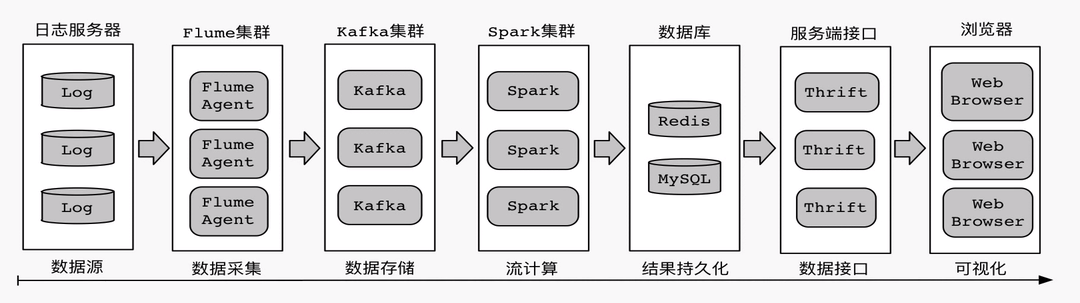 日志服务器
Log
Log
Log
数据源
Flume集群
Flume
Agent
Flume
Agent
Flume
Agent
数据采集
Kafka集群
Kafka
Kafka
Kafka
数据存储
Spark集群
Spark
Spark
Spark
流计算
数据库
Redis
MySQL
结果持久化
服务端接口
Thrift
Thrift
Thrift
数据接口
浏览器
Web
Browser
Web
Browser
Web
Browser
可视化